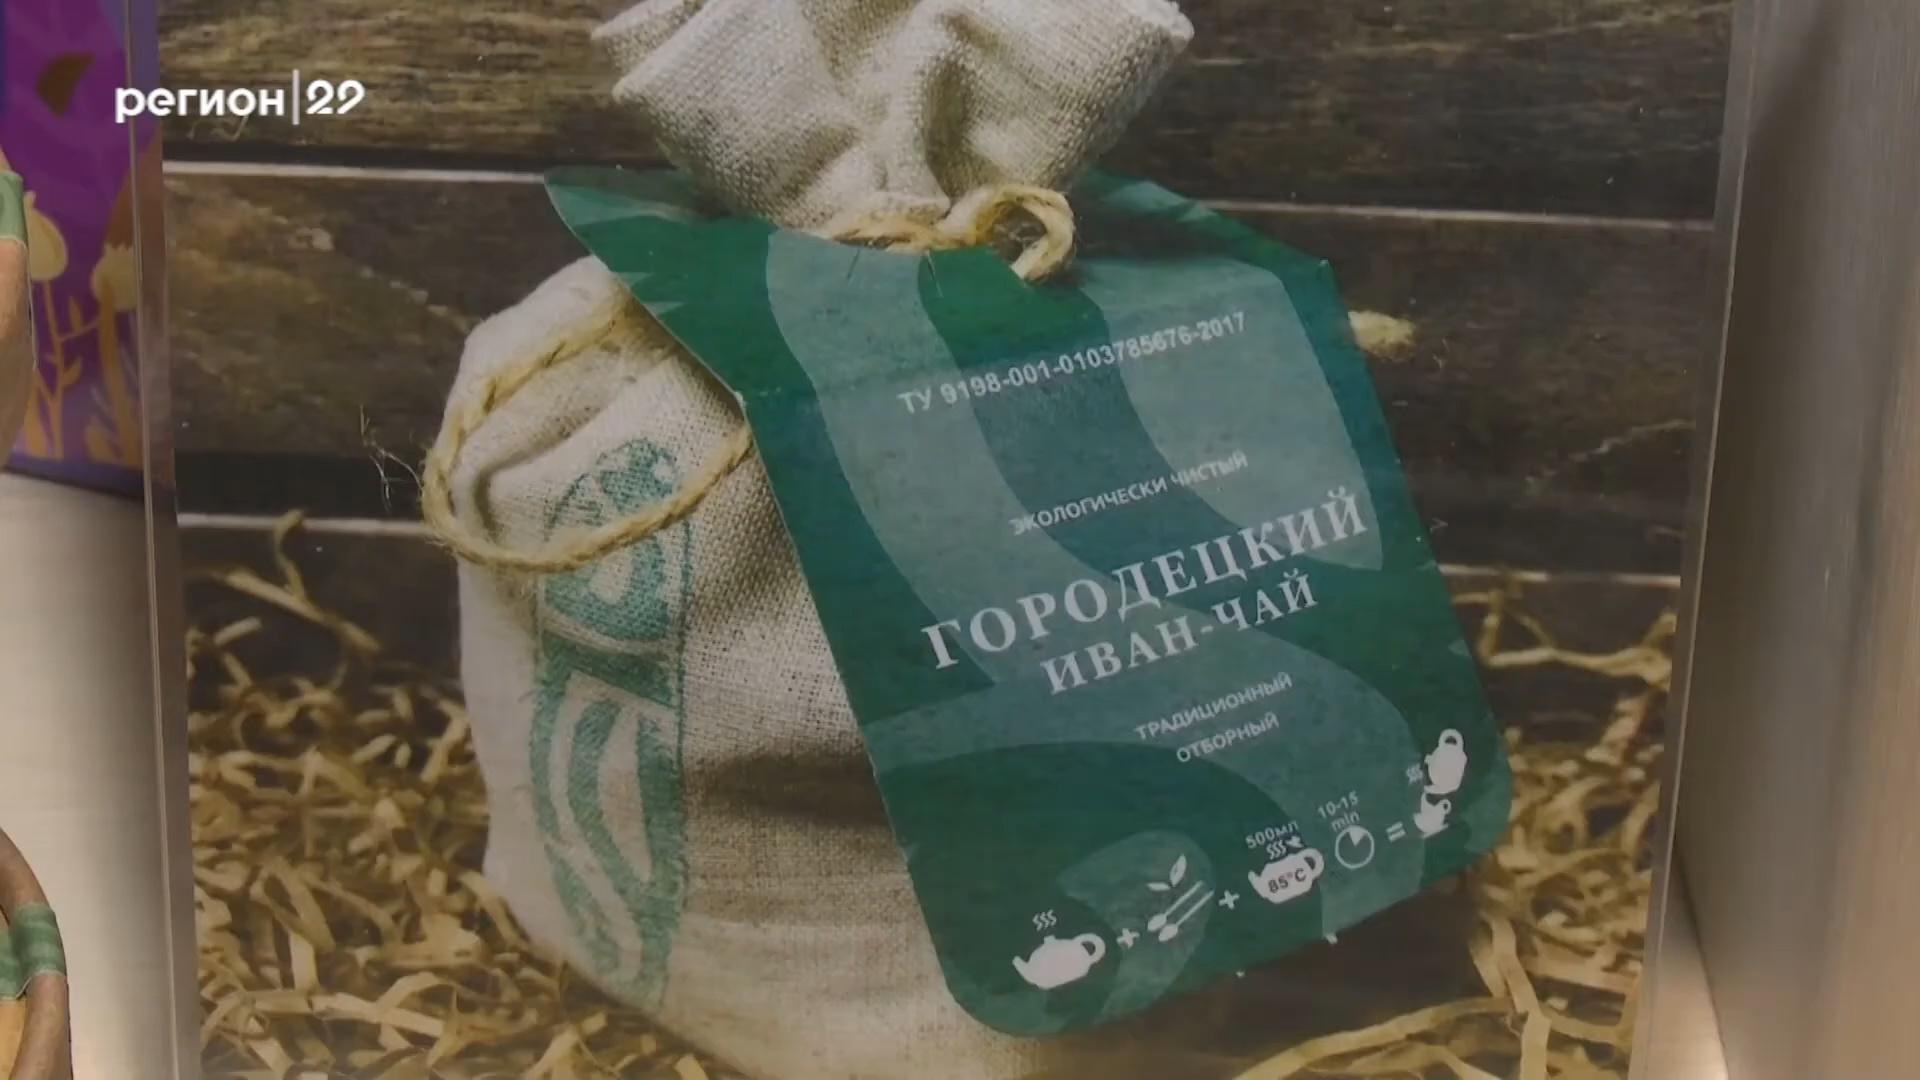 регион|29
ТУ 9198-001-0103785676-2017
ЭКОЛОГИЧЕСКИ ЧИСТЫЙ
ГОРОДЕЦКИЙ
ИВАН-ЧАЙ
ТРАДИЦИОННЫЙ
ОТБОРНЫЙ
500мл
10-15
min
85°C